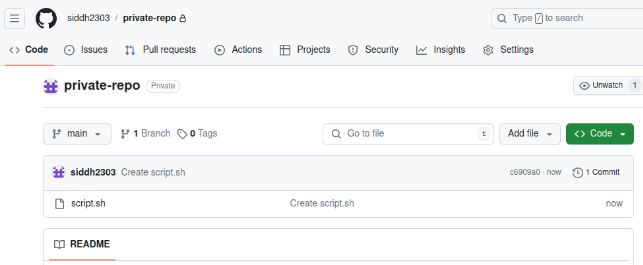 siddh2303 / private-repo Type / to search
Code Issues Pull requests Actions Projects Security Insights Settings
private-repo Private Unwatch 1
main 1 Branch 0 Tags Go to file t Add file Code
siddh2303 Create script.sh c6909a0 · now 1 Commit
script.sh Create script.sh now
README